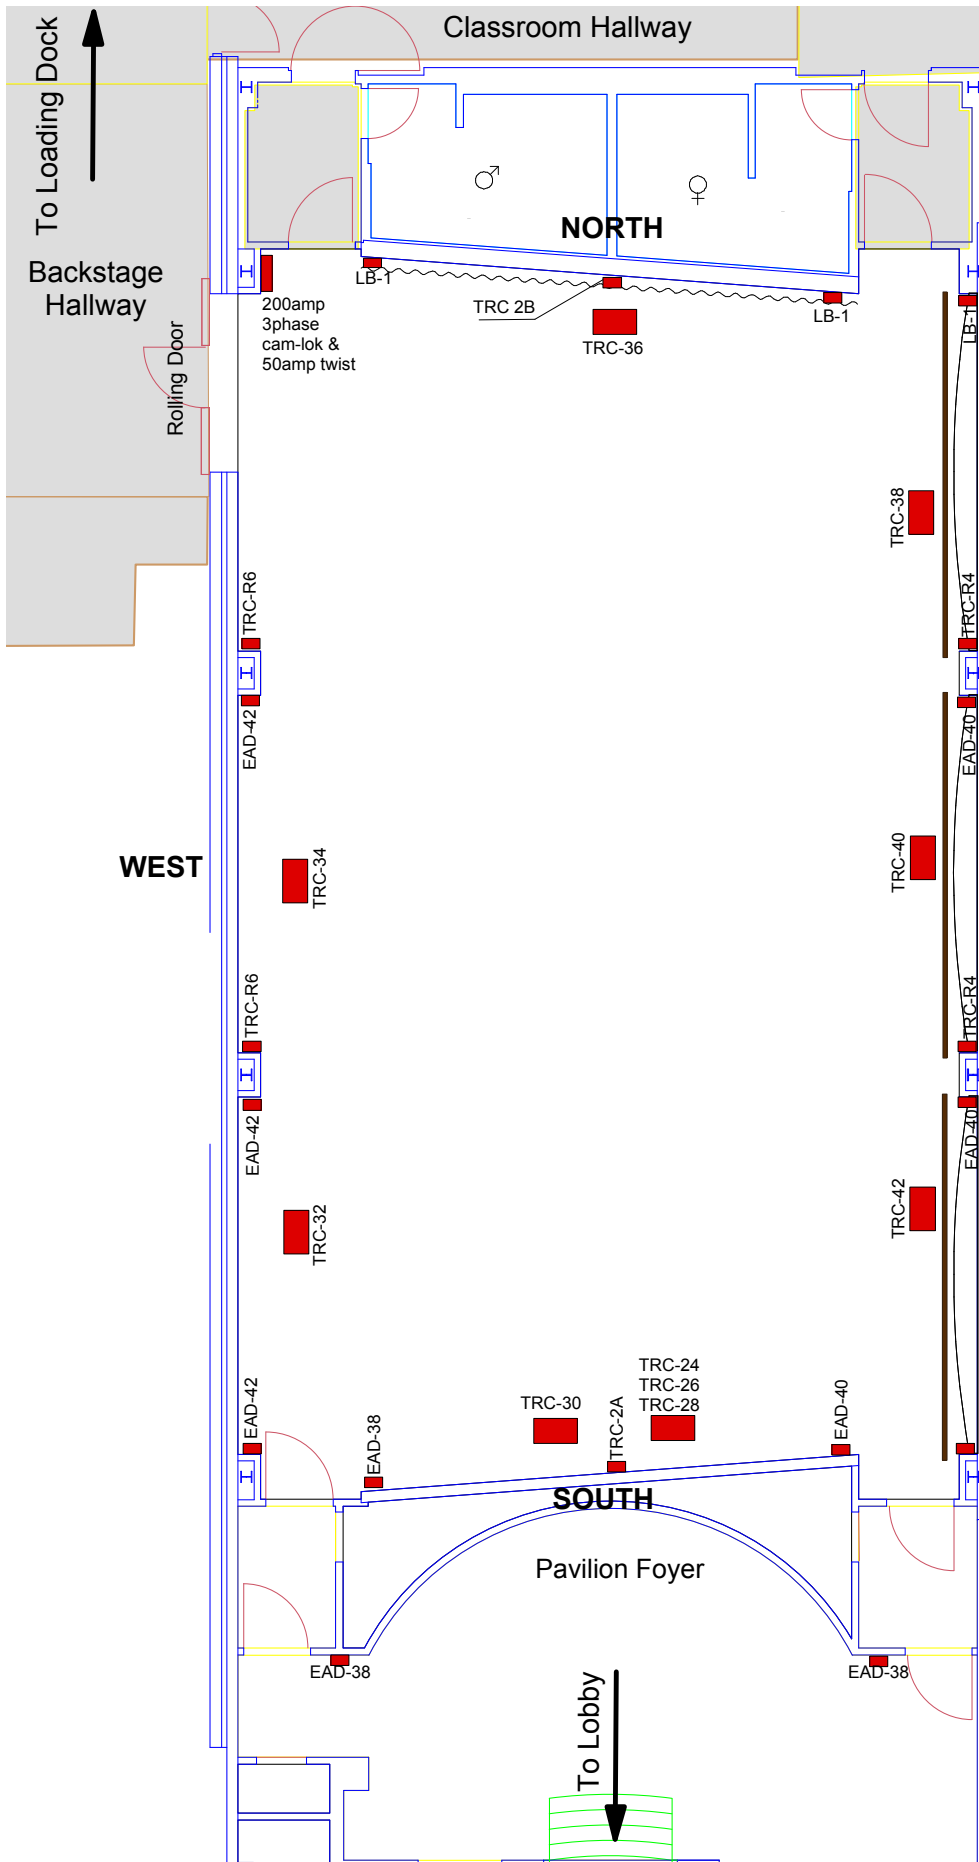 Classroom Hallway
To Loading Dock
NORTH
Backstage
Hallway
LB-1
TRC 2B
LB-1
LB-1
200amp
3phase
cam-lok &
50amp twist
TRC-36
Rolling Door
TRC-38
TRC-R6
TRC-R4
EAD-42
EAD-40
WEST
TRC-34
TRC-40
TRC-R6
TRC-R4
EAD-42
EAD-40
TRC-32
TRC-42
TRC-24
TRC-26
TRC-28
TRC-30
TRC-2A
EAD-42
EAD-38
EAD-40
SOUTH
Pavilion Foyer
EAD-38
EAD-38
To Lobby